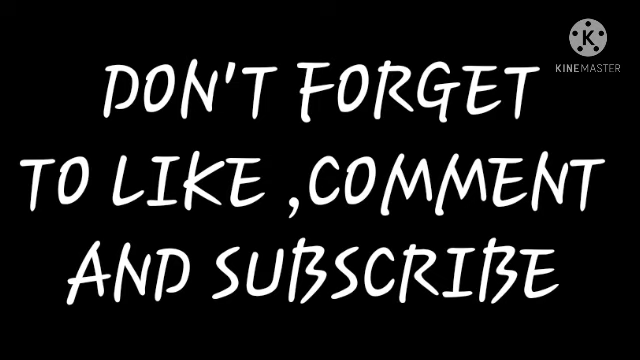 KINEMASTER
DON'T FORGET
TO LIKE ,COMMENT
AND SUBSCRIBE